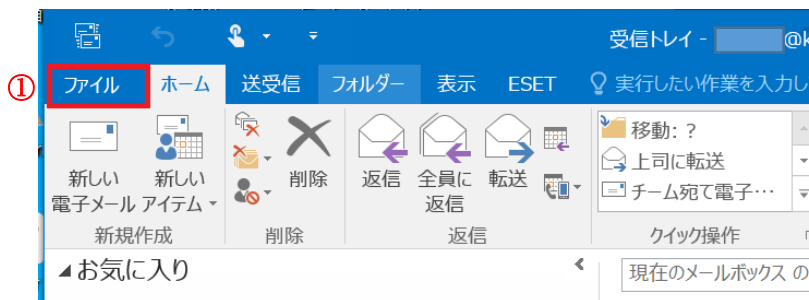 受信トレイ - @k
①
ファイル ホーム 送受信 フォルダー 表示 ESET 実行したい作業を入力し
新しい
電子メール
新しい
アイテム
削除
返信
全員に
返信
転送
移動: ?
上司に転送
チーム宛て電子…
新規作成 削除 返信 クイック操作
お気に入り
現在のメールボックス の